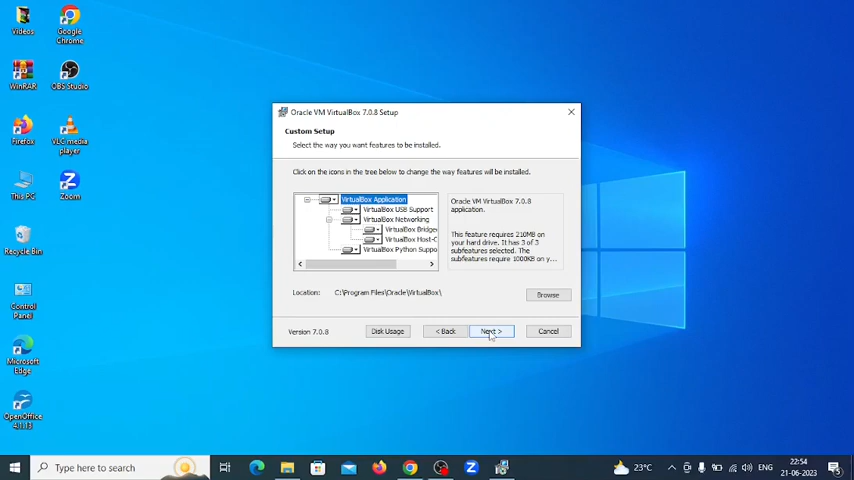 Videos
Google
Chrome
WinRAR
OBS Studio
Firefox
VLC media
player
This PC
Zoom
Recycle Bin
Control
Panel
Microsoft
Edge
OpenOffice
4.1.13
Oracle VM VirtualBox 7.0.8 Setup
Custom Setup
Select the way you want features to be installed.
Click on the icons in the tree below to change the way features will be installed.
VirtualBox Application
VirtualBox USB Support
VirtualBox Networking
VirtualBox Bridge
VirtualBox Host-C
VirtualBox Python Suppo
Oracle VM VirtualBox 7.0.8
application.
This feature requires 210MB on
your hard drive. It has 3 of 3
subfeatures selected. The
subfeatures require 1000KB on y...
Location: C:\Program Files\Oracle\VirtualBox\
Browse
Version 7.0.8
Disk Usage
< Back
Next >
Cancel
Type here to search
23°C
ENG
22:54
21-06-2023
5